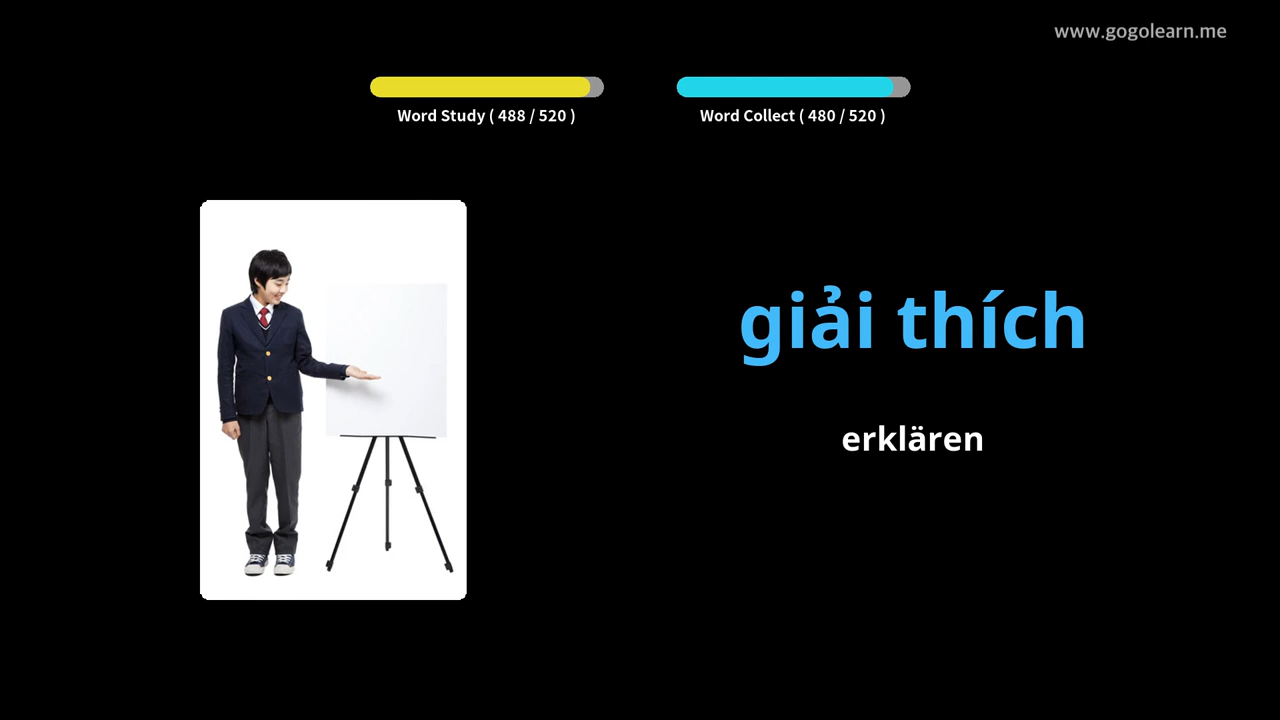 www.gogolearn.me
Word Study ( 488 / 520 )
Word Collect ( 480 / 520 )
giải thích
erklären